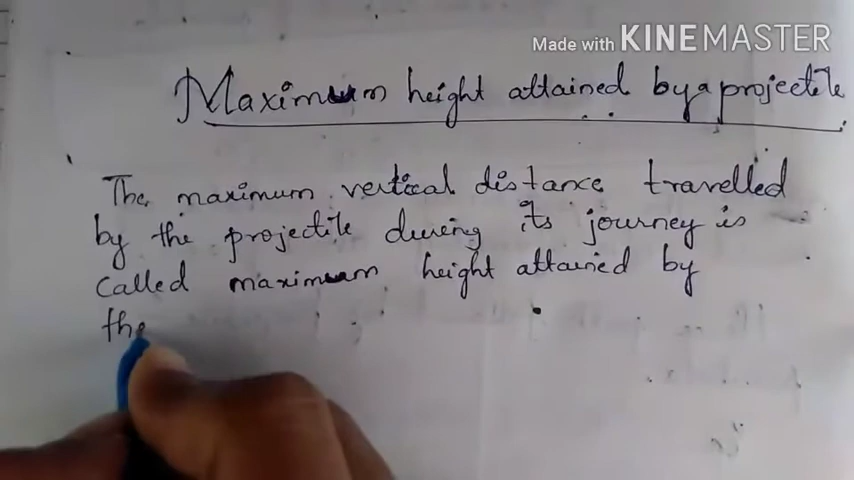 Made with KINEMASTER
Maximum height attained by a projectile
The maximum vertical distance travelled
by the projectile during its journey is
called maximum height attained by
the